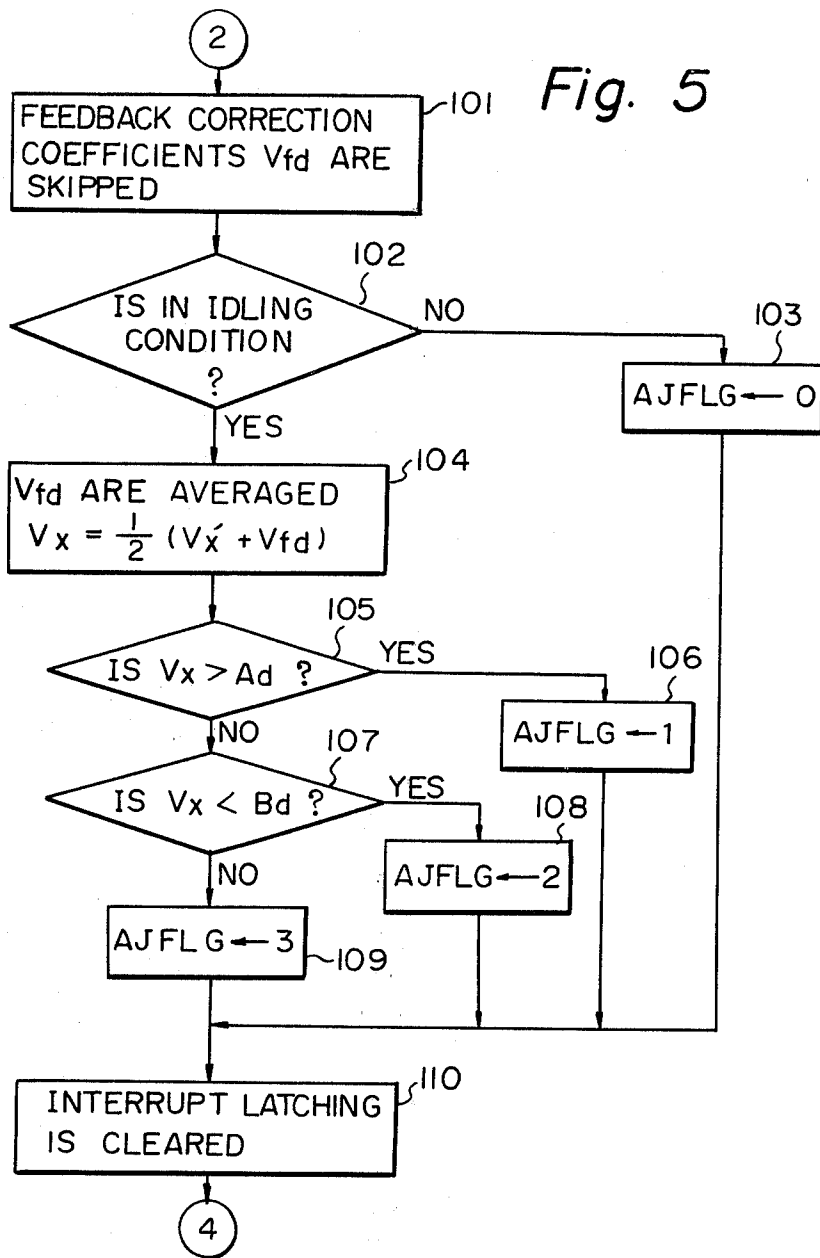 2
Fig. 5
101
FEEDBACK CORRECTION
COEFFICIENTS Vfd ARE
SKIPPED
102
IS IN IDLING
CONDITION
?
NO
YES
103
AJFLG ← 0
104
Vfd ARE AVERAGED
Vx = 1/2 (Vx' + Vfd)
105
IS Vx > Ad ?
YES
NO
106
AJFLG ← 1
107
IS Vx < Bd ?
YES
NO
108
AJFLG ← 2
AJFLG ← 3
109
110
INTERRUPT LATCHING
IS CLEARED
4